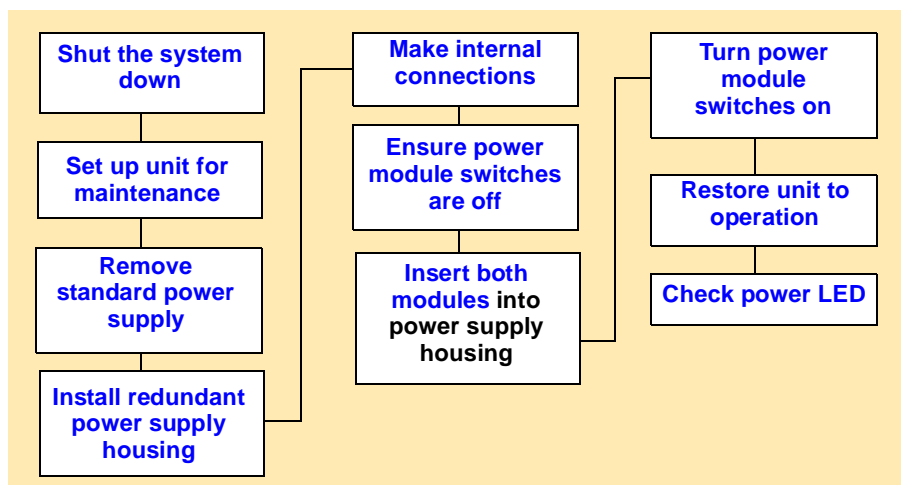 Shut the system
down
Set up unit for
maintenance
Remove
standard power
supply
Install redundant
power supply
housing
Make internal
connections
Ensure power
module switches
are off
Insert both
modules into
power supply
housing
Turn power
module
switches on
Restore unit to
operation
Check power LED